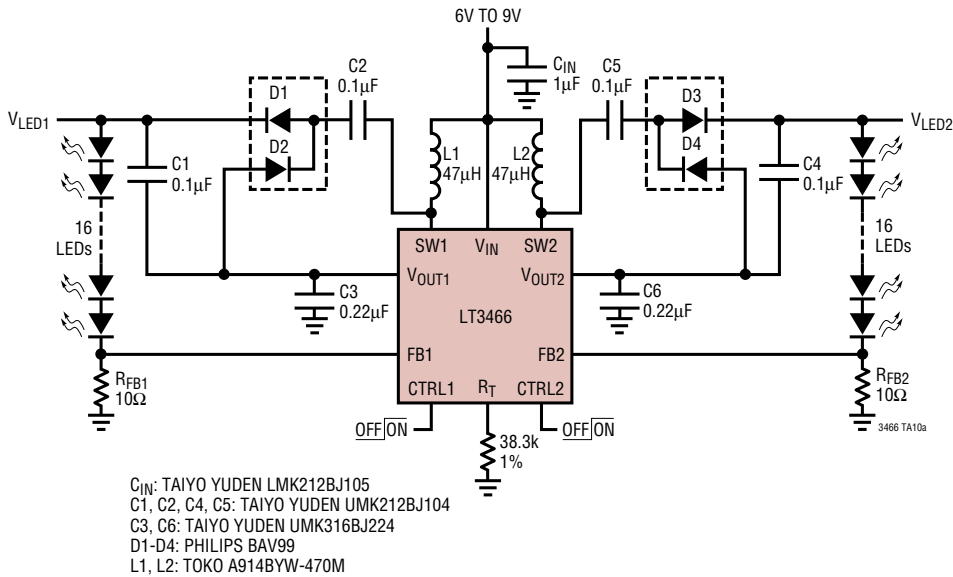 6V TO 9V
C2
0.1µF
CIN
1µF
C5
0.1µF
D1
D2
D3
D4
VLED1
VLED2
C1
0.1µF
L1
47µH
L2
47µH
C4
0.1µF
16
LEDs
16
LEDs
SW1
VIN
SW2
VOUT1
VOUT2
C3
0.22µF
LT3466
C6
0.22µF
FB1
FB2
RFB1
10Ω
CTRL1
RT
CTRL2
RFB2
10Ω
OFF ON
38.3k
1%
OFF ON
3466 TA10a
CIN: TAIYO YUDEN LMK212BJ105
C1, C2, C4, C5: TAIYO YUDEN UMK212BJ104
C3, C6: TAIYO YUDEN UMK316BJ224
D1-D4: PHILIPS BAV99
L1, L2: TOKO A914BYW-470M